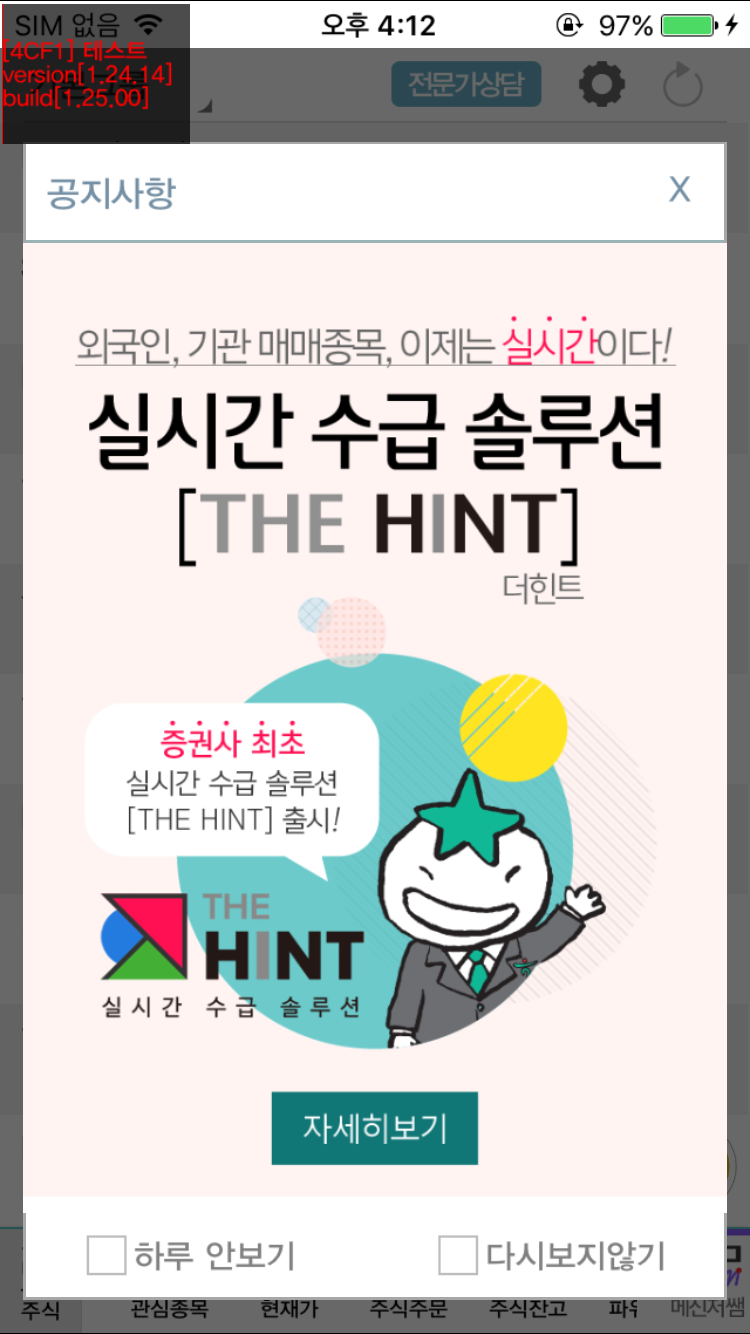 SIM 없음 오후 4:12 97%
[4CF1] 테스트
version[1.24.14]
build[1.25.00]
전문가상담
공지사항 X
외국인, 기관 매매종목, 이제는 실시간이다!
실시간 수급 솔루션
[THE HINT]
더힌트
증권사 최초
실시간 수급 솔루션
[THE HINT] 출시!
THE
HINT
실시간 수급 솔루션
자세히보기
하루 안보기 다시보지않기
주식 관심종목 현재가 주식주문 주식잔고 메신저쌤